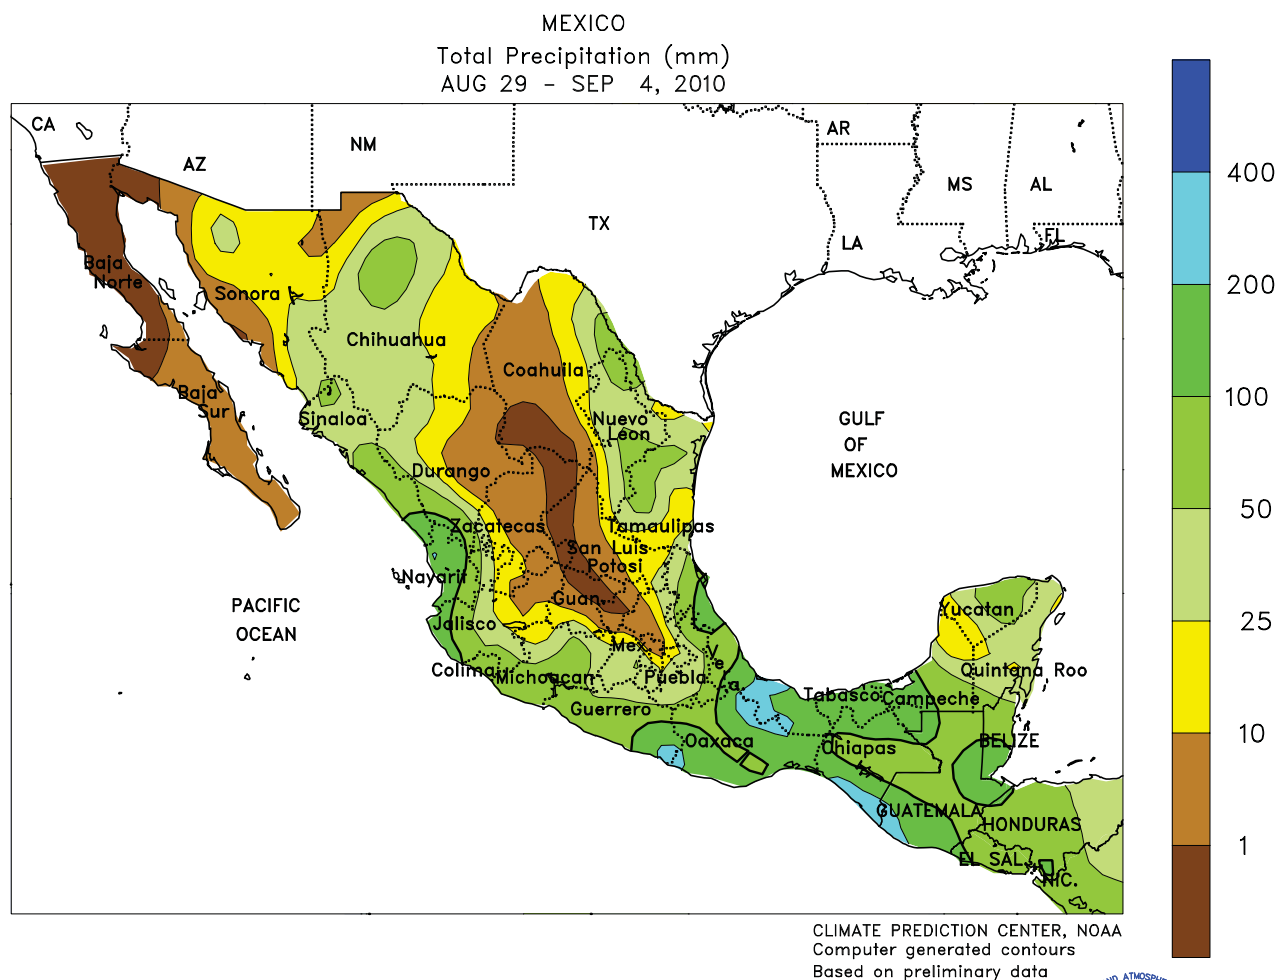 MEXICO
Total Precipitation (mm)
AUG 29 - SEP 4, 2010
CA
AZ
NM
TX
AR
MS
AL
LA
FL
400
200
100
50
25
10
1
Baja
Norte
Sonora
Chihuahua
Coahuila
Baja
Sur
Sinaloa
Nuevo
Leon
Durango
Zacatecas
Tamaulipas
San Luis
Potosi
Nayarit
Guan.
Jalisco
Mex.
Ve
a.
Colima
Michoacan
Puebla
Guerrero
Oaxaca
Tabasco
Campeche
Chiapas
Yucatan
Quintana Roo
BELIZE
GUATEMALA
HONDURAS
EL SAL.
NIC.
GULF
OF
MEXICO
PACIFIC
OCEAN
CLIMATE PREDICTION CENTER, NOAA
Computer generated contours
Based on preliminary data
AND ATMOSPHE